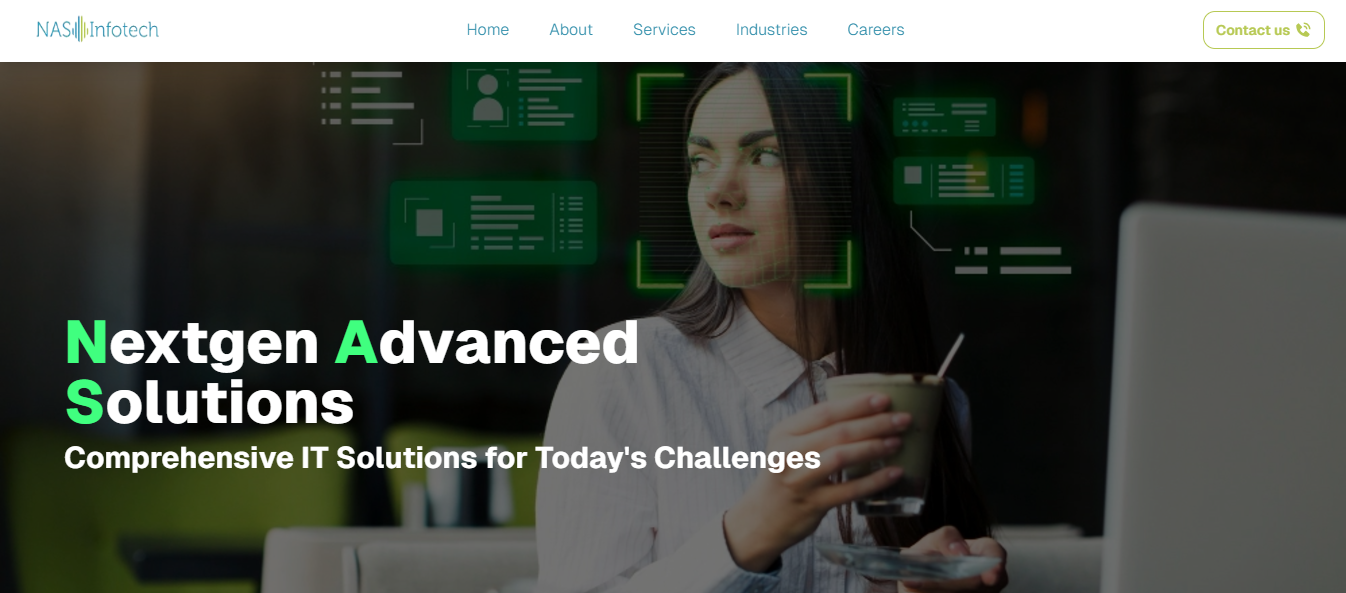 NAS Infotech
Home
About
Services
Industries
Careers
Contact us
Nextgen Advanced
Solutions
Comprehensive IT Solutions for Today's Challenges